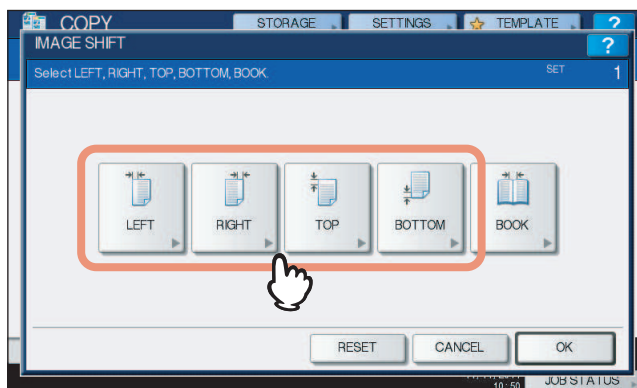 COPY STORAGE SETTINGS TEMPLATE ?
IMAGE SHIFT ?
Select LEFT, RIGHT, TOP, BOTTOM, BOOK. SET 1
LEFT RIGHT TOP BOTTOM BOOK
RESET CANCEL OK
10:50 JOB STATUS